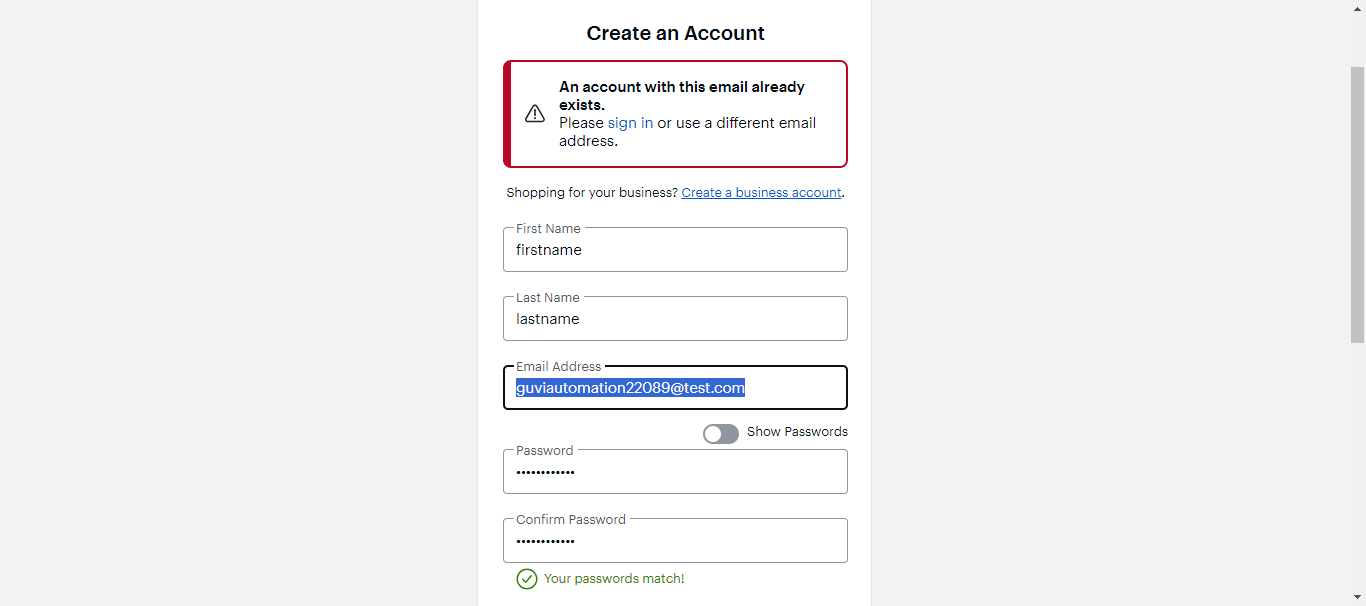 Create an Account
An account with this email already
exists.
Please sign in or use a different email
address.
Shopping for your business? Create a business account.
First Name
firstname
Last Name
lastname
Email Address
guviautomation22089@test.com
Show Passwords
Password
••••••••••••
Confirm Password
••••••••••••
Your passwords match!